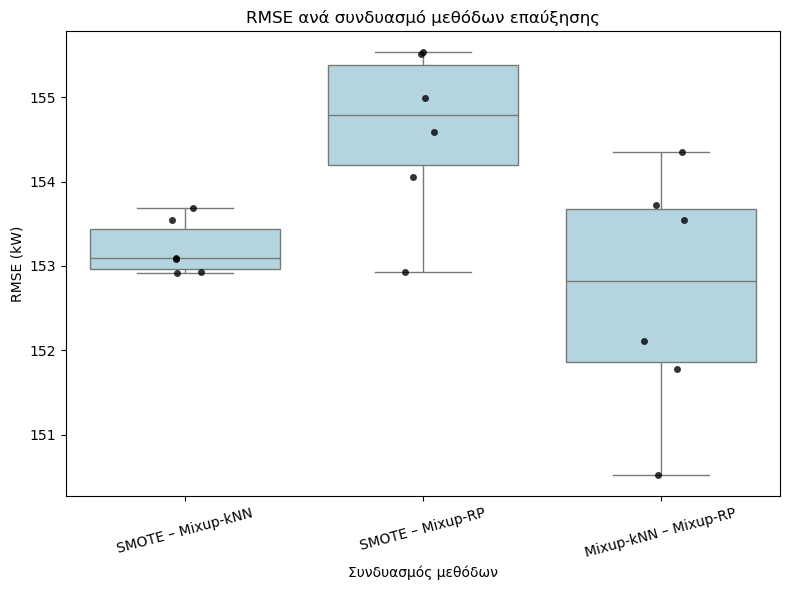 RMSE ανά συνδυασμό μεθόδων επαύξησης
RMSE (kW)
155
154
153
152
151
SMOTE – Mixup-kNN
SMOTE – Mixup-RP
Mixup-kNN – Mixup-RP
Συνδυασμός μεθόδων